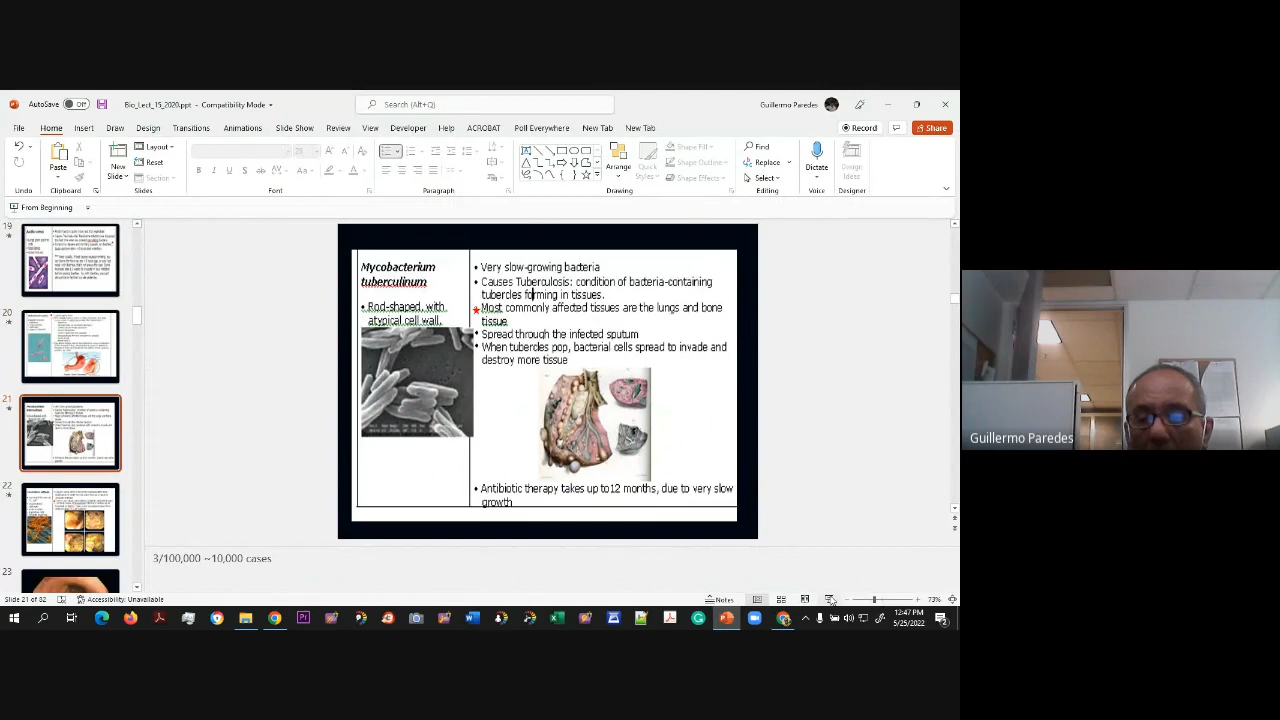 AutoSave Off Bio_Lect_15_2020.ppt - Compatibility Mode Search (Alt+Q) Guillermo Paredes
File Home Insert Draw Design Transitions Animations Slide Show Review View Developer Help ACROBAT Poll Everywhere New Tab New Tab Record Share
Paste New Slide Layout Reset Section Arrange Quick Styles Shape Fill Shape Outline Shape Effects Find Replace Select Dictate Design Ideas
Undo Clipboard Slides Font Paragraph Drawing Editing Voice Designer
From Beginning
19
20
21
22
23
Mycobacterium
tuberculinum
• Rod-shaped, with
atypical cell wall.
• Very slow growing bacteria
• Causes Tuberculosis: condition of bacteria-containing
tubercles forming in tissues.
Most commonly affected tissues are the lungs and bone
tissues
• Spread through the infected sputum
• When tubercles pop, bacterial cells spread to invade and
destroy more tissue
• Antibiotic therapy takes up to12 months, due to very slow
growth
3/100,000 ~10,000 cases
Slide 21 of 82 Accessibility: Unavailable Notes 73%
12:47 PM
5/25/2022
Guillermo Paredes